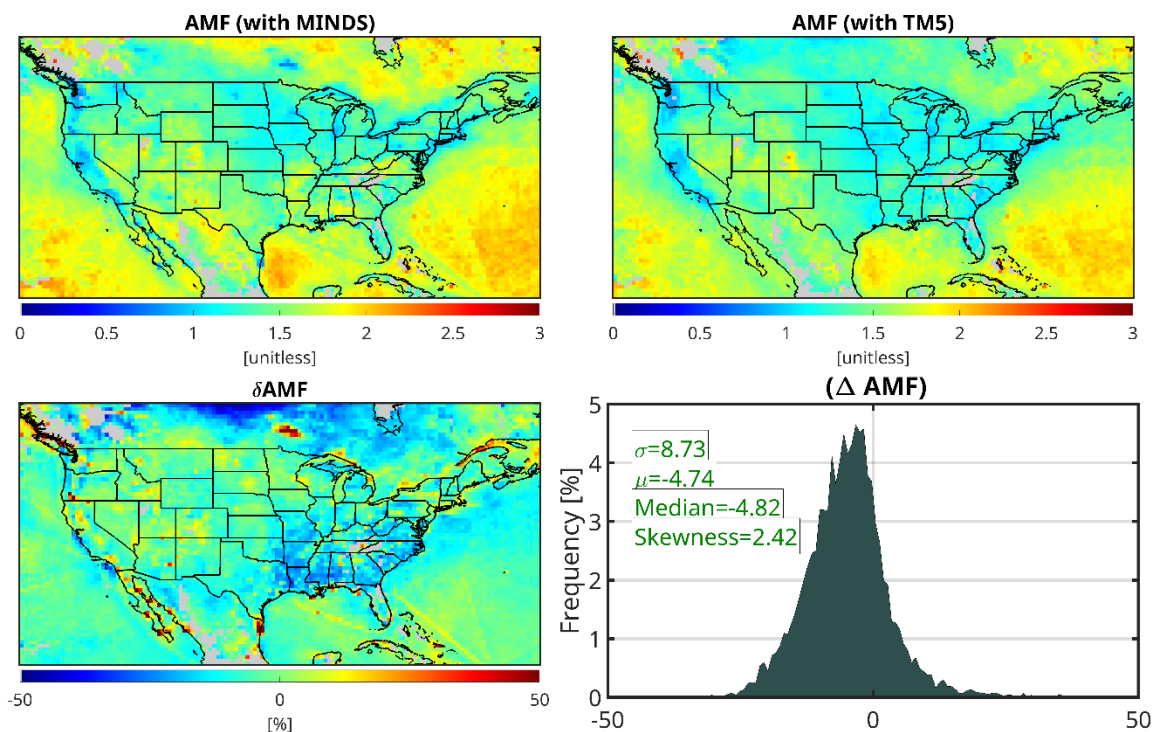 AMF (with MINDS)
AMF (with TM5)
0 0.5 1 1.5 2 2.5 3
[unitless]
0 0.5 1 1.5 2 2.5 3
[unitless]
δAMF
-50 0 50
[%]
(Δ AMF)
5
4
3
2
1
0
Frequency [%]
σ=8.73
μ=-4.74
Median=-4.82
Skewness=2.42
-50 0 50